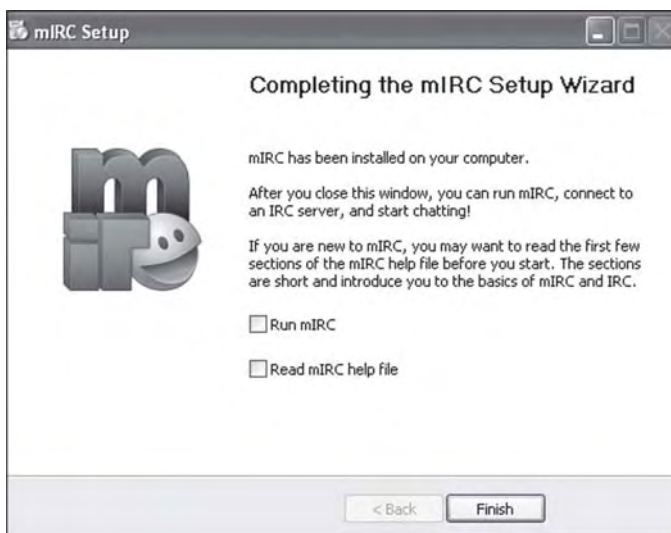 mIRC Setup
Completing the mIRC Setup Wizard
mIRC has been installed on your computer.
After you close this window, you can run mIRC, connect to
an IRC server, and start chatting!
If you are new to mIRC, you may want to read the first few
sections of the mIRC help file before you start. The sections
are short and introduce you to the basics of mIRC and IRC.
Run mIRC
Read mIRC help file
m
irc
< Back
Finish